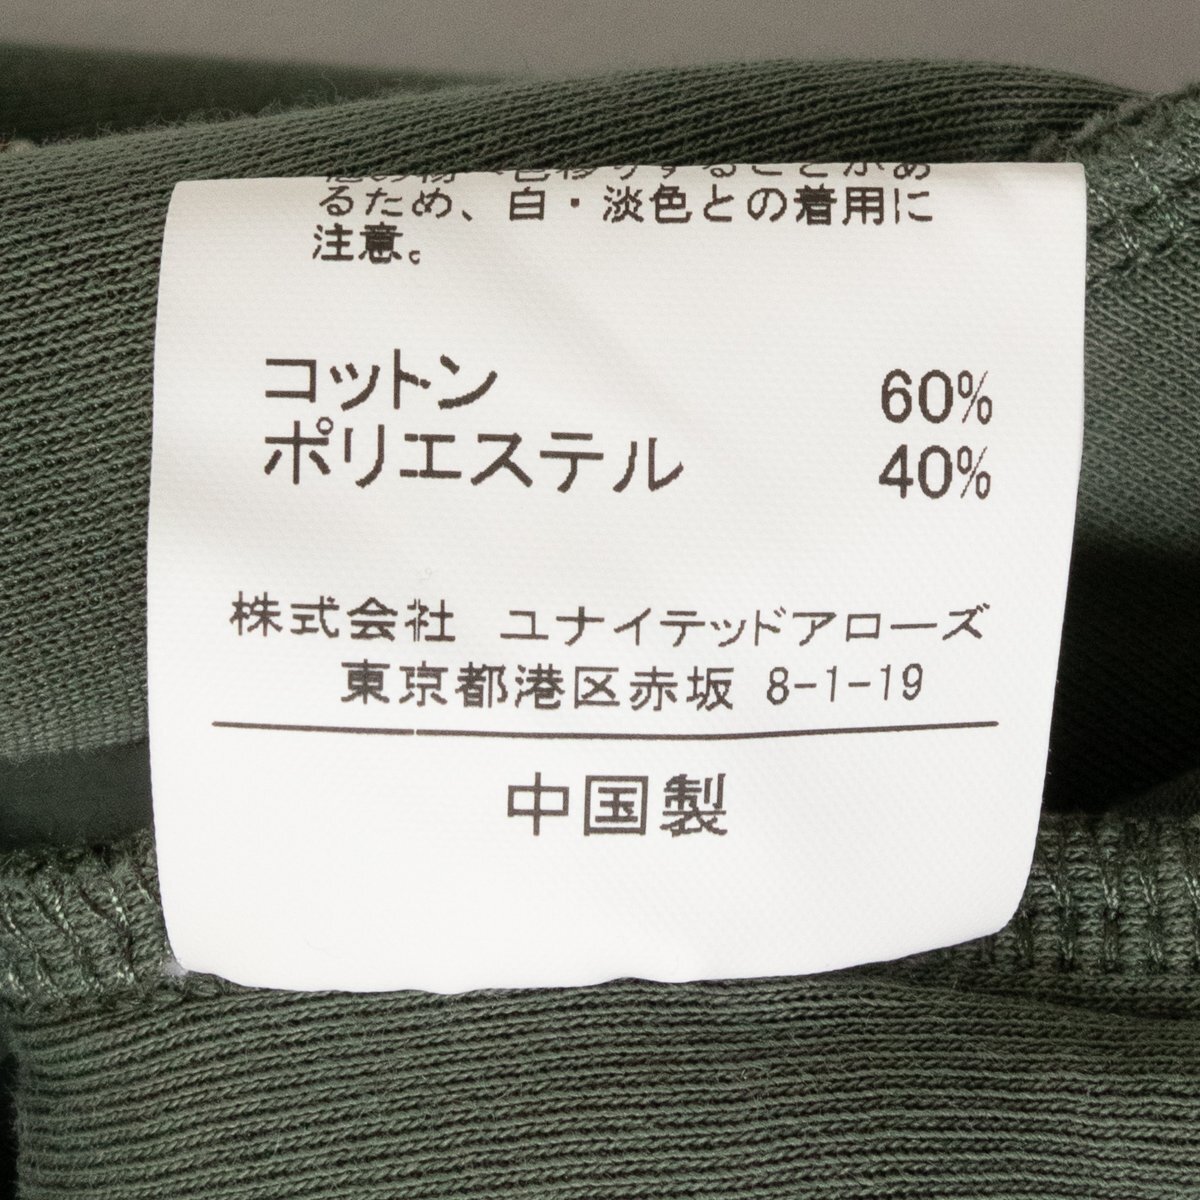 るため、白・淡色との着用に
注意。
コットン 60%
ポリエステル 40%
株式会社 ユナイテッドアローズ
東京都港区赤坂 8-1-19
中国製